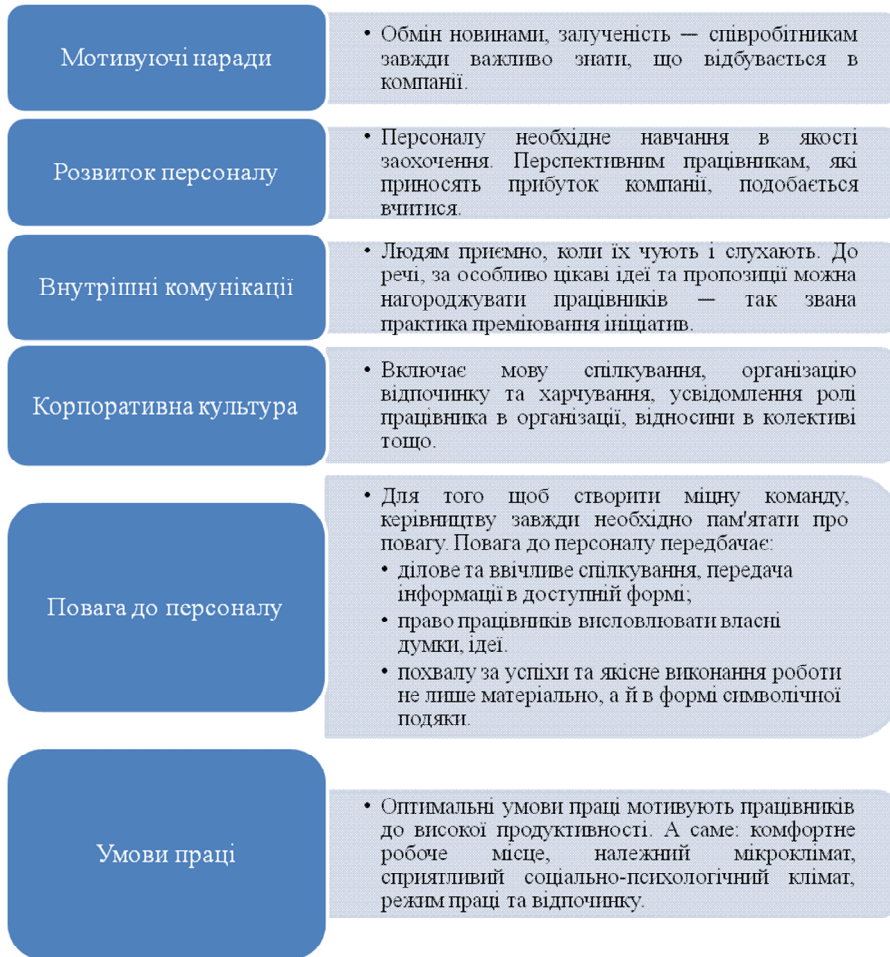 Мотивуючі наради
• Обмін новинами, залученість — співробітникам
завжди важливо знати, що відбувається в
компанії.
Розвиток персоналу
• Персоналу необхідне навчання в якості
заохочення. Перспективним працівникам, які
приносять прибуток компанії, подобається
вчитися.
Внутрішні комунікації
• Людям приємно, коли їх чують і слухають. До
речі, за особливо цікаві ідеї та пропозиції можна
нагороджувати працівників — так звана
практика преміювання ініціатив.
Корпоративна культура
• Включає мову спілкування, організацію
відпочинку та харчування, усвідомлення ролі
працівника в організації, відносини в колективі
тощо.
Повага до персоналу
• Для того щоб створити міцну команду,
керівництву завжди необхідно пам'ятати про
повагу. Повага до персоналу передбачає:
• ділове та ввічливе спілкування, передача
інформації в доступній формі;
• право працівників висловлювати власні
думки, ідеї.
• похвалу за успіхи та якісне виконання роботи
не лише матеріально, а й в формі символічної
подяки.
Умови праці
• Оптимальні умови праці мотивують працівників
до високої продуктивності. А саме: комфортне
робоче місце, належний мікроклімат,
сприятливий соціально-психологічний клімат,
режим праці та відпочинку.